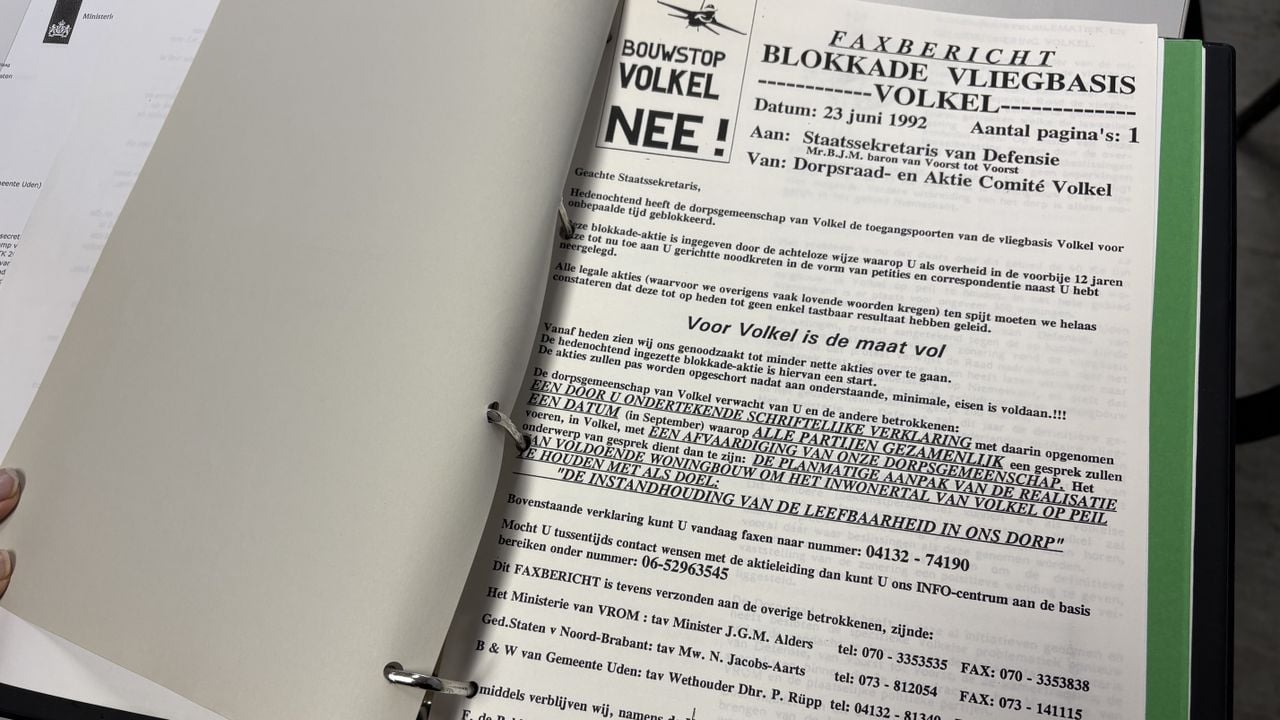 Ministeri
BOUWSTOP
VOLKEL
NEE !
FAXBERICHT
BLOKKADE VLIEGBASIS
------------VOLKEL-------------
Datum: 23 juni 1992 Aantal pagina's: 1
Aan: Staatssekretaris van Defensie
Mr.B.J.M. baron van Voorst tot Voorst
Van: Dorpsraad- en Aktie Comité Volkel
Geachte Staatssekretaris,
Hedenochtend heeft de dorpsgemeenschap van Volkel de toegangspoorten van de vliegbasis Volkel voor
onbepaalde tijd geblokkeerd.
Deze blokkade-aktie is ingegeven door de achteloze wijze waarop U als overheid in de voorbije 12 jaren
deze tot nu toe aan U gerichtte noodkreten in de vorm van petities en correspondentie naast U hebt
neergelegd.
Alle legale akties (waarvoor we overigens vaak lovende woorden kregen) ten spijt moeten we helaas
constateren dat deze tot op heden tot geen enkel tastbaar resultaat hebben geleid.
Voor Volkel is de maat vol
Vanaf heden zien wij ons genoodzaakt tot minder nette akties over te gaan.
De hedenochtend ingezette blokkade-aktie is hiervan een start.
De akties zullen pas worden opgeschort nadat aan onderstaande, minimale, eisen is voldaan.!!!
De dorpsgemeenschap van Volkel verwacht van U en de andere betrokkenen:
EEN DOOR U ONDERTEKENDE SCHRIFTELIJKE VERKLARING met daarin opgenomen
EEN DATUM (in September) waarop ALLE PARTIJEN GEZAMENLIJK een gesprek zullen
voeren, in Volkel, met EEN AFVAARDIGING VAN ONZE DORPSGEMEENSCHAP. Het
onderwerp van gesprek dient dan te zijn: DE PLANMATIGE AANPAK VAN DE REALISATIE
VAN VOLDOENDE WONINGBOUW OM HET INWONERTAL VAN VOLKEL OP PEIL
TE HOUDEN MET ALS DOEL:
"DE INSTANDHOUDING VAN DE LEEFBAARHEID IN ONS DORP"
Bovenstaande verklaring kunt U vandaag faxen naar nummer: 04132 - 74190
Mocht U tussentijds contact wensen met de aktieleiding dan kunt U ons INFO-centrum aan de basis
bereiken onder nummer: 06-52963545
Dit FAXBERICHT is tevens verzonden aan de overige betrokkenen, zijnde:
Het Ministerie van VROM : tav Minister J.G.M. Alders tel: 070 - 3353535 FAX: 070 - 3353838
Ged.Staten v Noord-Brabant: tav Mw. N. Jacobs-Aarts tel: 073 - 812054 FAX: 073 - 141115
B & W van Gemeente Uden: tav Wethouder Dhr. P. Rüpp tel: 04132 - 81340
middels verblijven wij, namens de